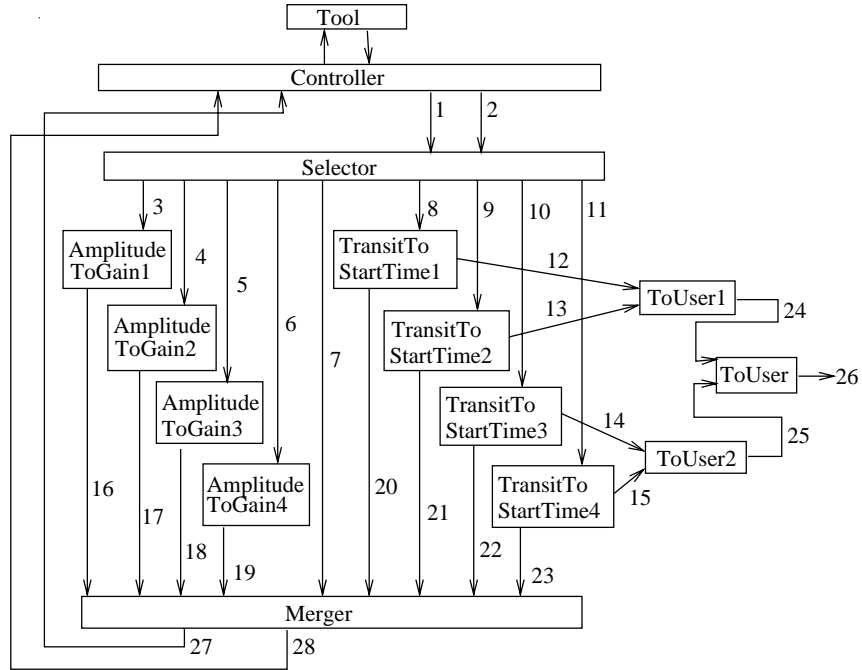 Tool
Controller
1
2
Selector
3
4
5
6
7
8
9
10
11
Amplitude
ToGain1
TransitTo
StartTime1
12
Amplitude
ToGain2
TransitTo
StartTime2
13
ToUser1
24
Amplitude
ToGain3
TransitTo
StartTime3
14
ToUser
26
25
Amplitude
ToGain4
TransitTo
StartTime4
15
ToUser2
16
17
18
19
20
21
22
23
Merger
27
28